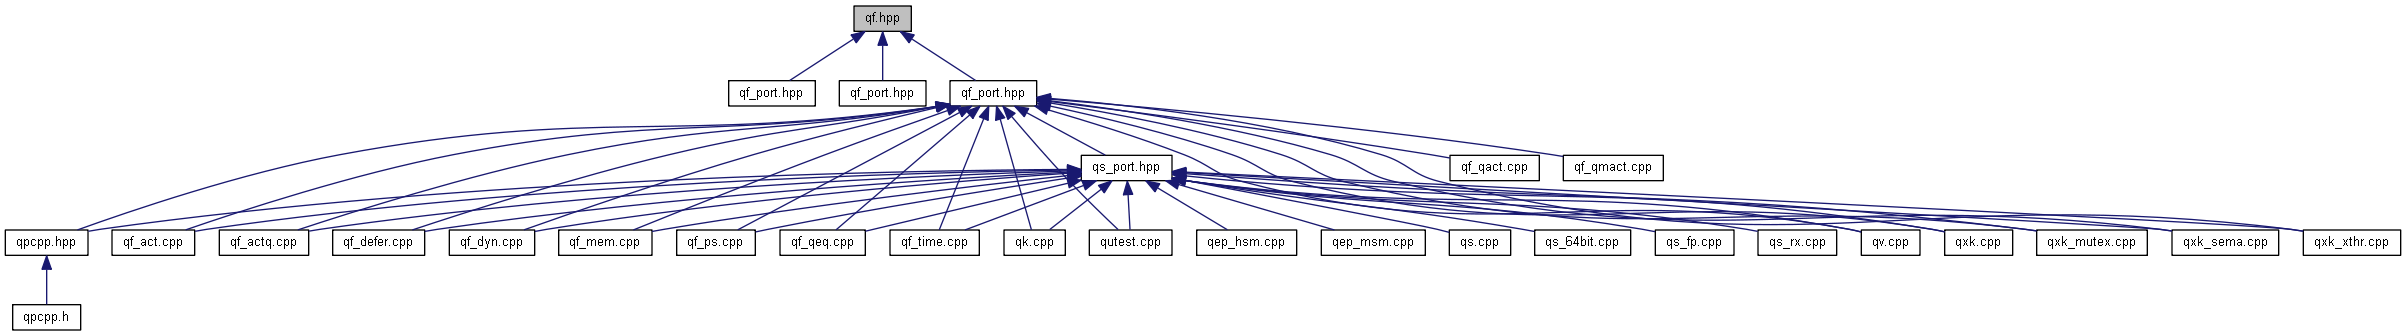 qf.hpp
qf_port.hpp
qf_port.hpp
qf_port.hpp
qs_port.hpp
qf_qact.cpp
qf_qmact.cpp
qpcpp.hpp
qf_act.cpp
qf_actq.cpp
qf_defer.cpp
qf_dyn.cpp
qf_mem.cpp
qf_ps.cpp
qf_qeq.cpp
qf_time.cpp
qk.cpp
qutest.cpp
qep_hsm.cpp
qep_msm.cpp
qs.cpp
qs_64bit.cpp
qs_fp.cpp
qs_rx.cpp
qv.cpp
qxk.cpp
qxk_mutex.cpp
qxk_sema.cpp
qxk_xthr.cpp
qpcpp.h